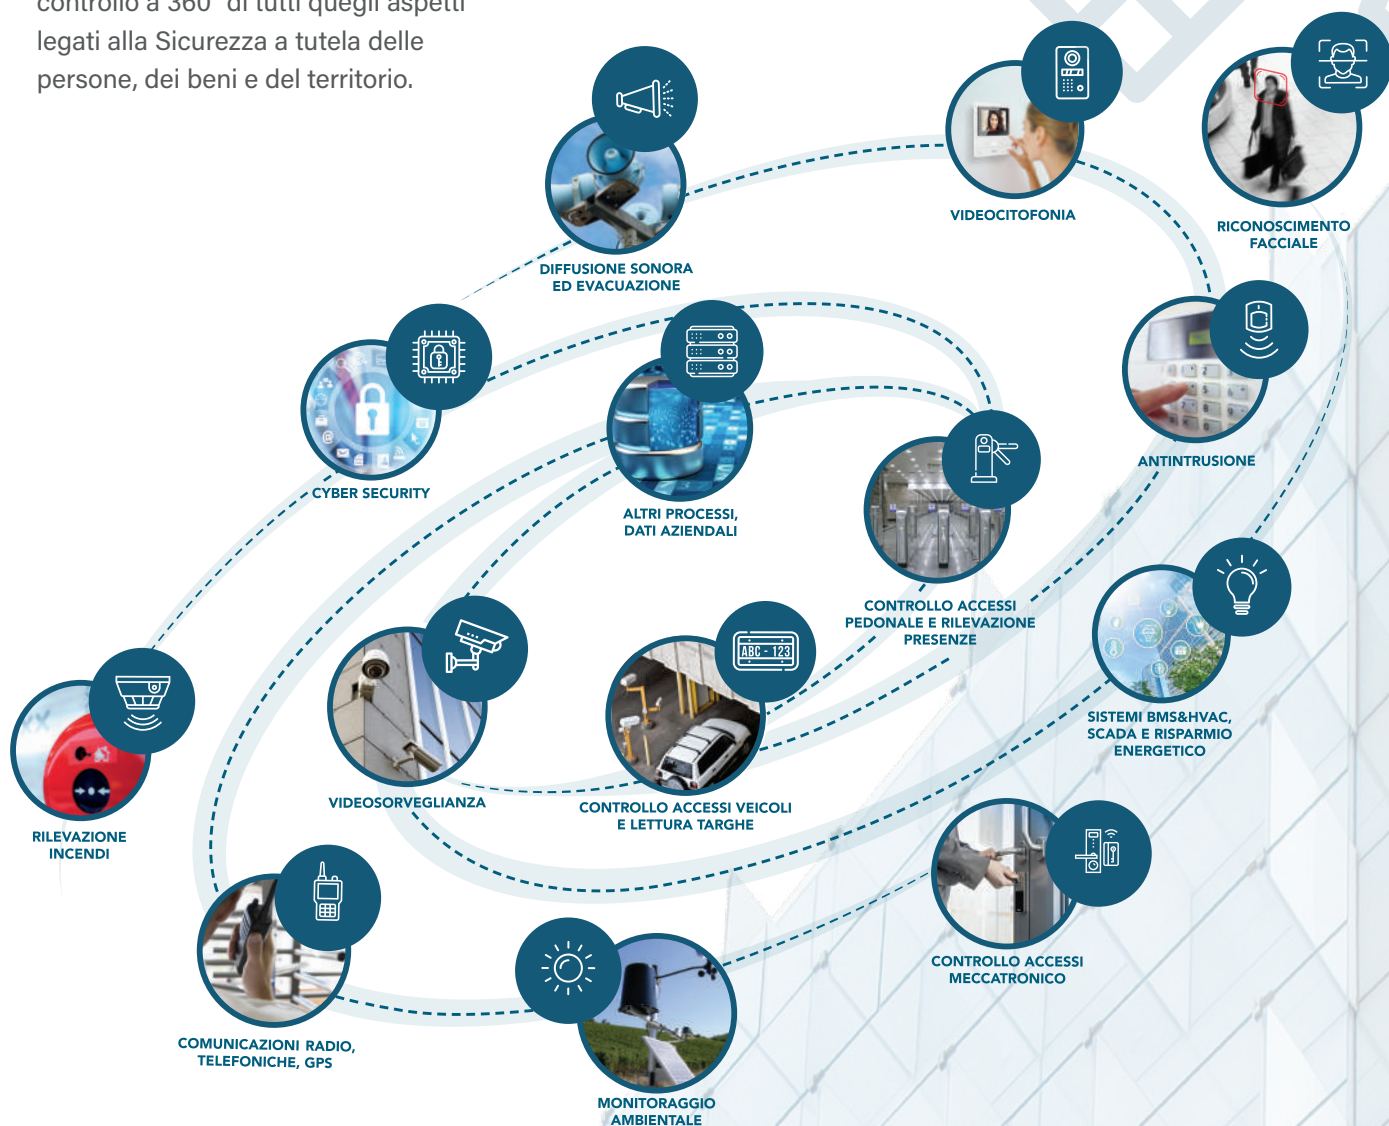 controllo a 360° di tutti quegli aspetti
legati alla Sicurezza a tutela delle
persone, dei beni e del territorio.
VIDEOCITOFONIA
RICONOSCIMENTO
FACCIALE
DIFFUSIONE SONORA
ED EVACUAZIONE
ANTINTRUSIONE
CYBER SECURITY
ALTRI PROCESSI,
DATI AZIENDALI
CONTROLLO ACCESSI
PEDONALE E RILEVAZIONE
PRESENZE
ABC - 123
SISTEMI BMS&HVAC,
SCADA E RISPARMIO
ENERGETICO
VIDEOSORVEGLIANZA
CONTROLLO ACCESSI VEICOLI
E LETTURA TARGHE
RILEVAZIONE
INCENDI
CONTROLLO ACCESSI
MECCATRONICO
COMUNICAZIONI RADIO,
TELEFONICHE, GPS
MONITORAGGIO
AMBIENTALE